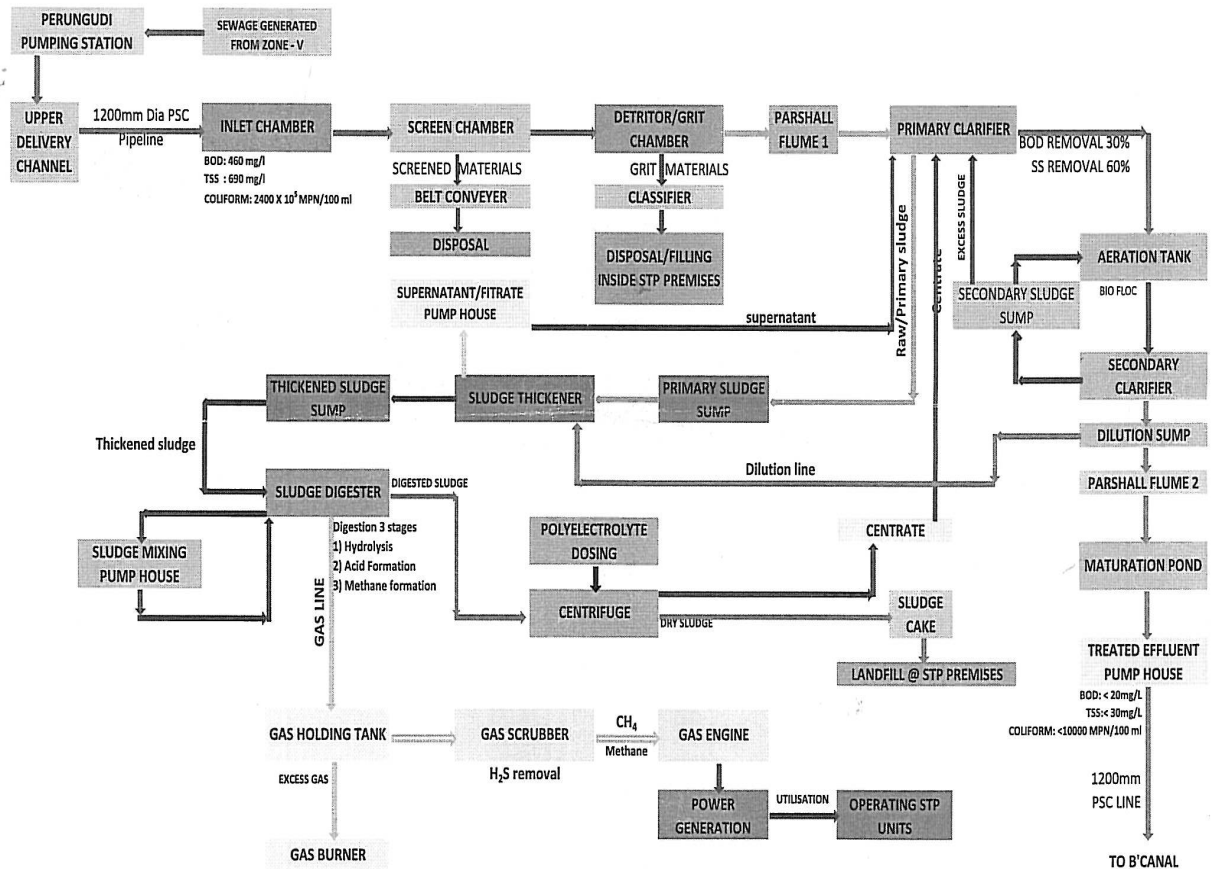 PERUNGUDI
PUMPING STATION
SEWAGE GENERATED
FROM ZONE - V
UPPER
DELIVERY
CHANNEL
1200mm Dia PSC
Pipeline
INLET CHAMBER
BOD: 460 mg/l
TSS : 690 mg/l
COLIFORM: 2400 X 10⁵ MPN/100 ml
SCREEN CHAMBER
SCREENED MATERIALS
BELT CONVEYER
DISPOSAL
DETRITOR/GRIT
CHAMBER
GRIT MATERIALS
CLASSIFIER
DISPOSAL/FILLING
INSIDE STP PREMISES
PARSHALL
FLUME 1
PRIMARY CLARIFIER
BOD REMOVAL 30%
SS REMOVAL 60%
EXCESS SLUDGE
Centrate
Raw/Primary sludge
AERATION TANK
BIO FLOC
SECONDARY SLUDGE
SUMP
SECONDARY
CLARIFIER
SUPERNATANT/FITRATE
PUMP HOUSE
supernatant
THICKENED SLUDGE
SUMP
SLUDGE THICKENER
PRIMARY SLUDGE
SUMP
DILUTION SUMP
Thickened sludge
Dilution line
PARSHALL FLUME 2
SLUDGE DIGESTER
DIGESTED SLUDGE
Digestion 3 stages
1) Hydrolysis
2) Acid Formation
3) Methane formation
SLUDGE MIXING
PUMP HOUSE
GAS LINE
POLYELECTROLYTE
DOSING
CENTRATE
CENTRIFUGE
DRY SLUDGE
SLUDGE
CAKE
LANDFILL @ STP PREMISES
MATURATION POND
TREATED EFFLUENT
PUMP HOUSE
BOD: < 20mg/L
TSS:< 30mg/L
COLIFORM: <10000 MPN/100 ml
1200mm
PSC LINE
TO B'CANAL
GAS HOLDING TANK
GAS SCRUBBER
H₂S removal
CH₄
Methane
GAS ENGINE
EXCESS GAS
GAS BURNER
POWER
GENERATION
UTILISATION
OPERATING STP
UNITS